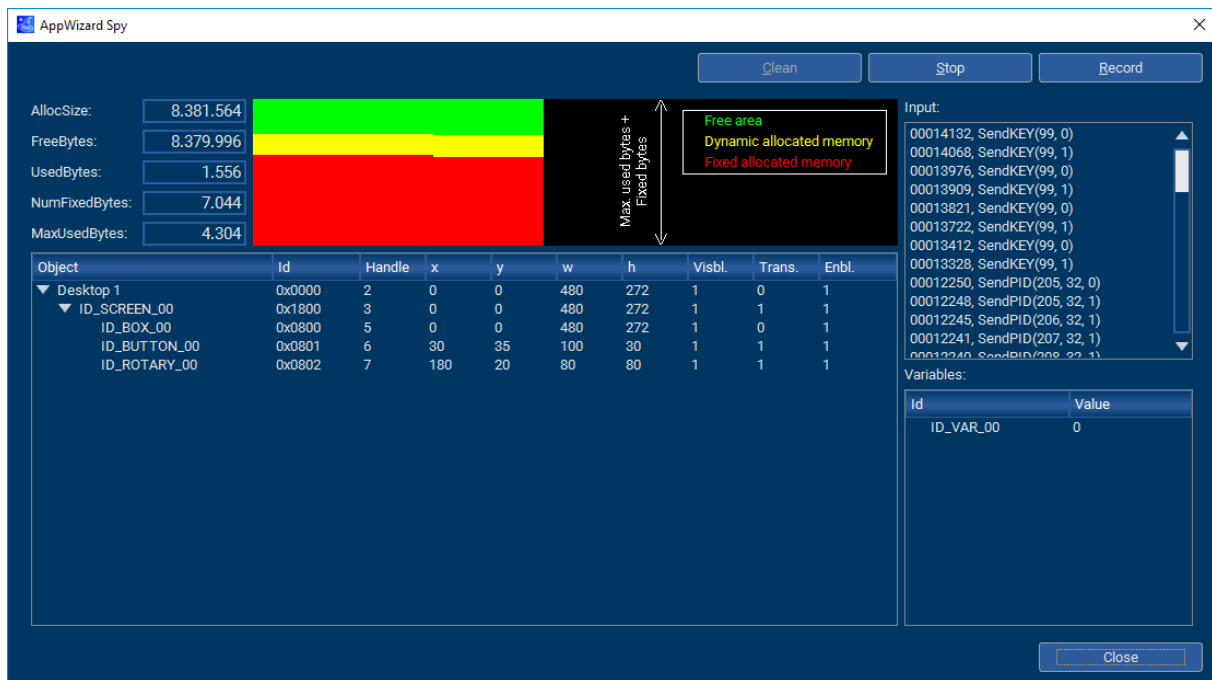 AppWizard Spy
Clean Stop Record
AllocSize: 8.381.564
FreeBytes: 8.379.996
UsedBytes: 1.556
NumFixedBytes: 7.044
MaxUsedBytes: 4.304
Max. used bytes +
Fixed bytes
Free area
Dynamic allocated memory
Fixed allocated memory
Input:
00014132, SendKEY(99, 0)
00014068, SendKEY(99, 1)
00013976, SendKEY(99, 0)
00013909, SendKEY(99, 1)
00013821, SendKEY(99, 0)
00013722, SendKEY(99, 1)
00013412, SendKEY(99, 0)
00013328, SendKEY(99, 1)
00012250, SendPID(205, 32, 0)
00012248, SendPID(205, 32, 1)
00012245, SendPID(206, 32, 1)
00012241, SendPID(207, 32, 1)
00012240, SendPID(208, 32, 1)
Object Id Handle x y w h Visbl. Trans. Enbl.
Desktop 1 0x0000 2 0 0 480 272 1 0 1
ID_SCREEN_00 0x1800 3 0 0 480 272 1 1 1
ID_BOX_00 0x0800 5 0 0 480 272 1 0 1
ID_BUTTON_00 0x0801 6 30 35 100 30 1 1 1
ID_ROTARY_00 0x0802 7 180 20 80 80 1 1 1
Variables:
Id Value
ID_VAR_00 0
Close